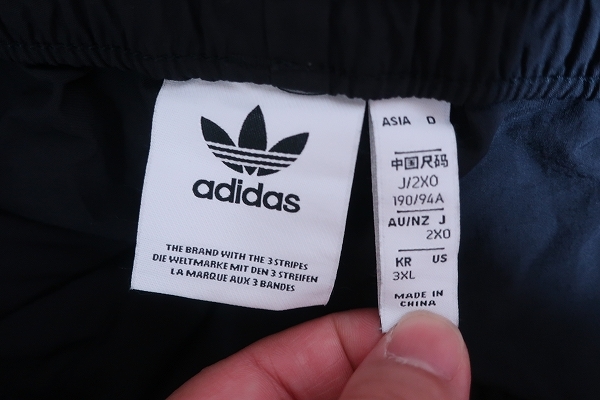 adidas
THE BRAND WITH THE 3 STRIPES
DIE WELTMARKE MIT DEN 3 STREIFEN
LA MARQUE AUX 3 BANDES
ASIA D
中国尺码
J/2XO
190/94A
AU/NZ J
2XO
KR US
3XL
MADE IN
CHINA